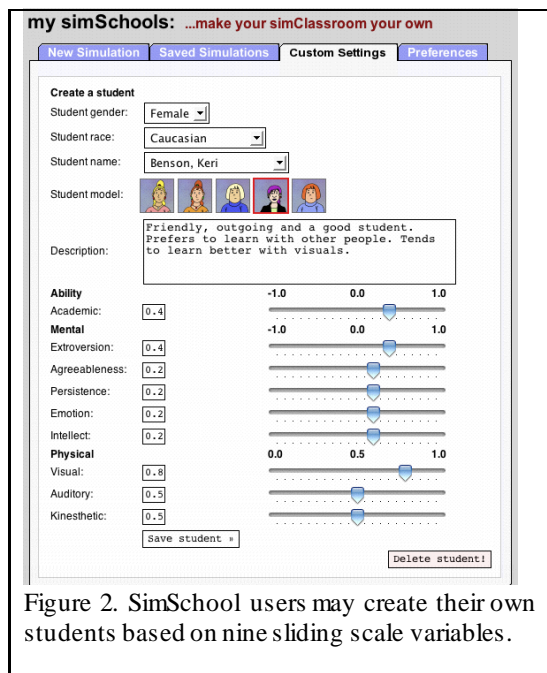 my simSchools: ...make your simClassroom your own
New Simulation Saved Simulations Custom Settings Preferences
Create a student
Student gender: Female
Student race: Caucasian
Student name: Benson, Keri
Student model:
Description: Friendly, outgoing and a good student.
Prefers to learn with other people. Tends
to learn better with visuals.
Ability -1.0 0.0 1.0
Academic: 0.4
Mental -1.0 0.0 1.0
Extroversion: 0.4
Agreeableness: 0.2
Persistence: 0.2
Emotion: 0.2
Intellect: 0.2
Physical 0.0 0.5 1.0
Visual: 0.8
Auditory: 0.5
Kinesthetic: 0.5
Save student »
Delete student!
Figure 2. SimSchool users may create their own
students based on nine sliding scale variables.